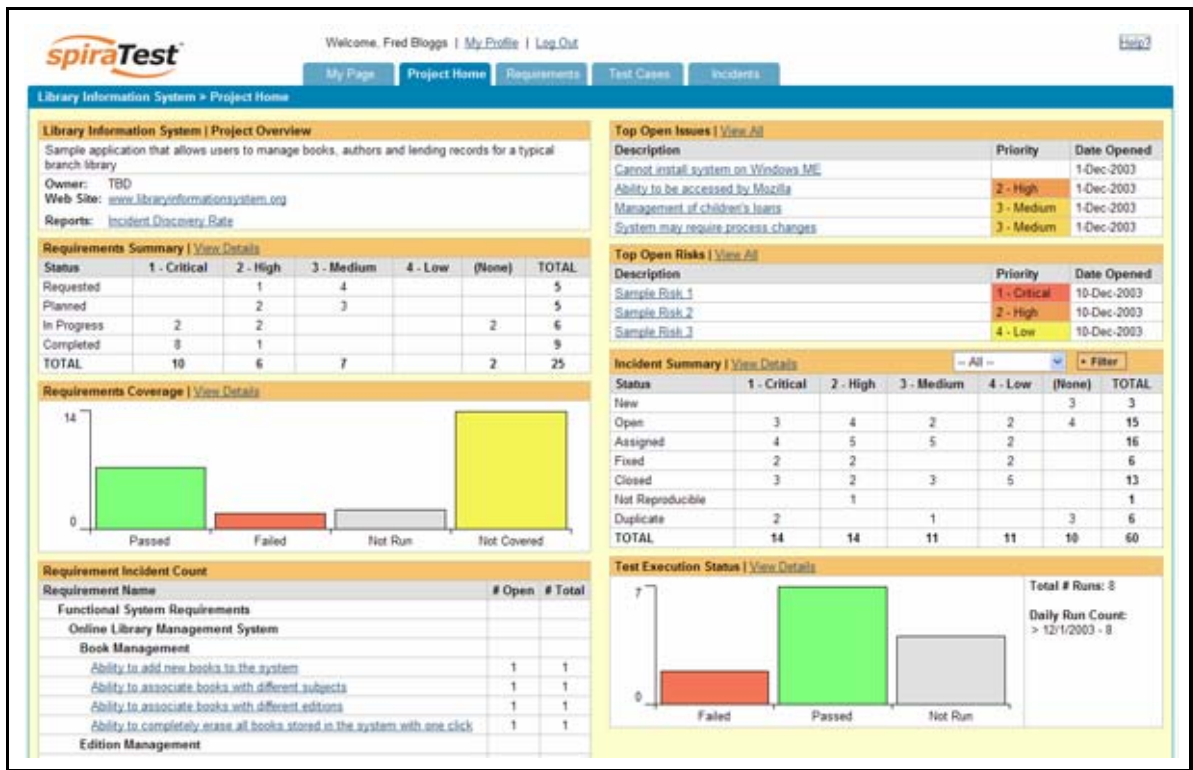 spiraTest
Welcome, Fred Bloggs | My Profile | Log Out
Help?
My Page Project Home Requirements Test Cases Incidents
Library Information System > Project Home
Library Information System | Project Overview
Sample application that allows users to manage books, authors and lending records for a typical
branch library
Owner: TBD
Web Site: www.libraryinformationsystem.org
Reports: Incident Discovery Rate
Requirements Summary | View Details
Status 1 - Critical 2 - High 3 - Medium 4 - Low (None) TOTAL
Requested 1 4 5
Planned 2 3 5
In Progress 2 2 2 6
Completed 8 1 9
TOTAL 10 6 7 2 25
Requirements Coverage | View Details
14
0
Passed Failed Not Run Not Covered
Requirement Incident Count
Requirement Name # Open # Total
Functional System Requirements
Online Library Management System
Book Management
Ability to add new books to the system 1 1
Ability to associate books with different subjects 1 1
Ability to associate books with different editions 1 1
Ability to completely erase all books stored in the system with one click 1 1
Edition Management
Top Open Issues | View All
Description Priority Date Opened
Cannot install system on Windows ME 1-Dec-2003
Ability to be accessed by Mozilla 2 - High 1-Dec-2003
Management of children's loans 3 - Medium 1-Dec-2003
System may require process changes 3 - Medium 1-Dec-2003
Top Open Risks | View All
Description Priority Date Opened
Sample Risk 1 1 - Critical 10-Dec-2003
Sample Risk 2 2 - High 10-Dec-2003
Sample Risk 3 4 - Low 10-Dec-2003
Incident Summary | View Details -- All -- Filter
Status 1 - Critical 2 - High 3 - Medium 4 - Low (None) TOTAL
New 3 3
Open 3 4 2 2 4 15
Assigned 4 5 5 2 16
Fixed 2 2 2 6
Closed 3 2 3 5 13
Not Reproducible 1 1
Duplicate 2 1 3 6
TOTAL 14 14 11 11 10 60
Test Execution Status | View Details
7
0
Failed Passed Not Run
Total # Runs: 8
Daily Run Count:
> 12/1/2003 - 8